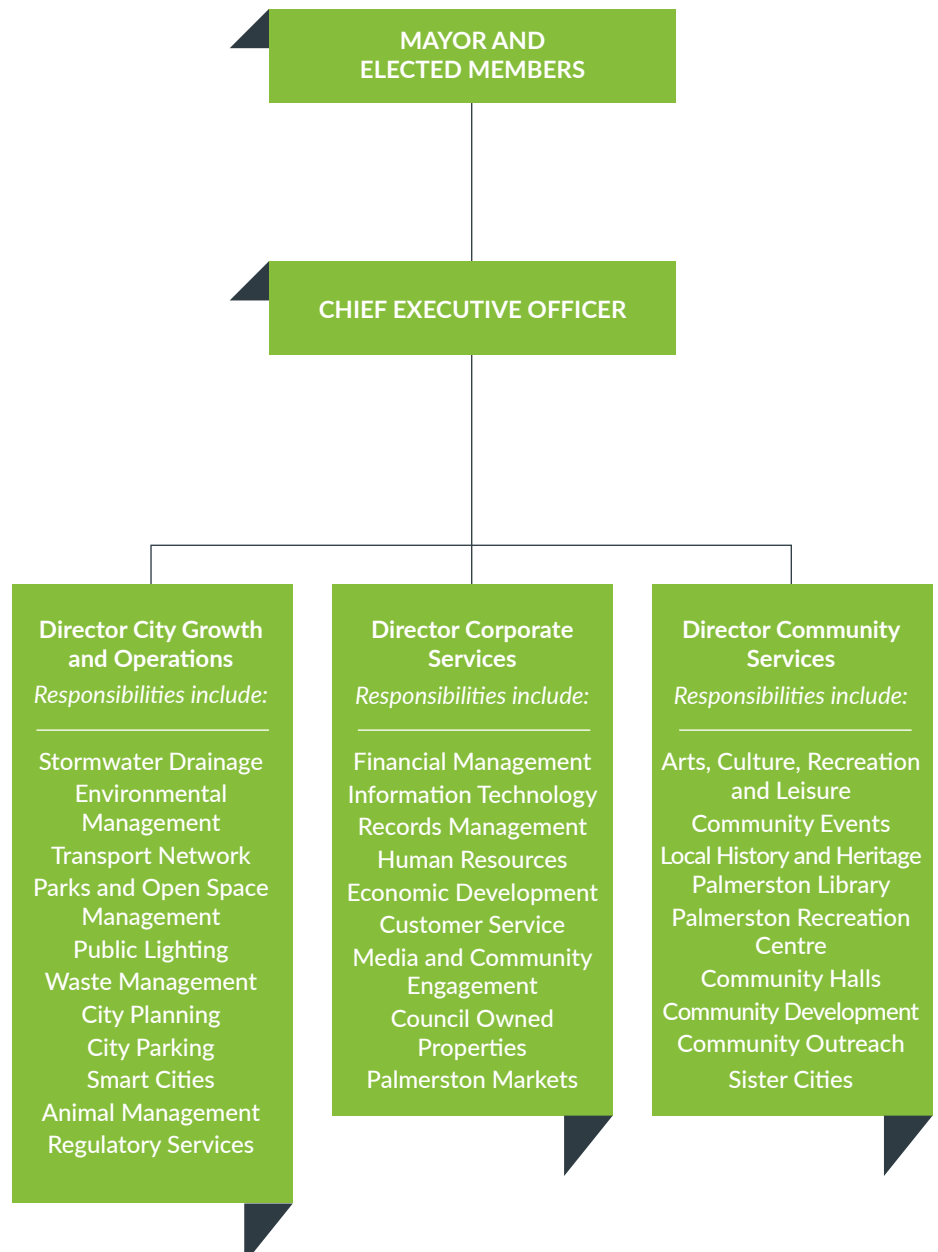 MAYOR AND
ELECTED MEMBERS
CHIEF EXECUTIVE OFFICER
Director City Growth
and Operations
Responsibilities include:
Stormwater Drainage
Environmental
Management
Transport Network
Parks and Open Space
Management
Public Lighting
Waste Management
City Planning
City Parking
Smart Cities
Animal Management
Regulatory Services
Director Corporate
Services
Responsibilities include:
Financial Management
Information Technology
Records Management
Human Resources
Economic Development
Customer Service
Media and Community
Engagement
Council Owned
Properties
Palmerston Markets
Director Community
Services
Responsibilities include:
Arts, Culture, Recreation
and Leisure
Community Events
Local History and Heritage
Palmerston Library
Palmerston Recreation
Centre
Community Halls
Community Development
Community Outreach
Sister Cities